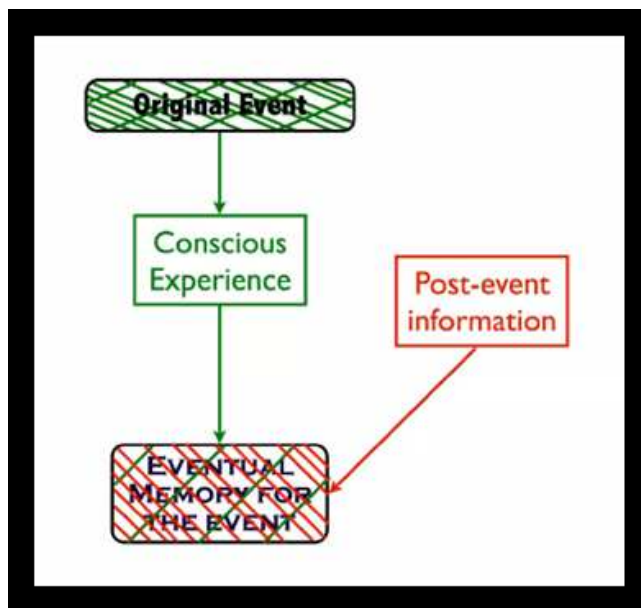 Original Event
Conscious
Experience
Post-event
information
EVENTUAL
MEMORY FOR
THE EVENT